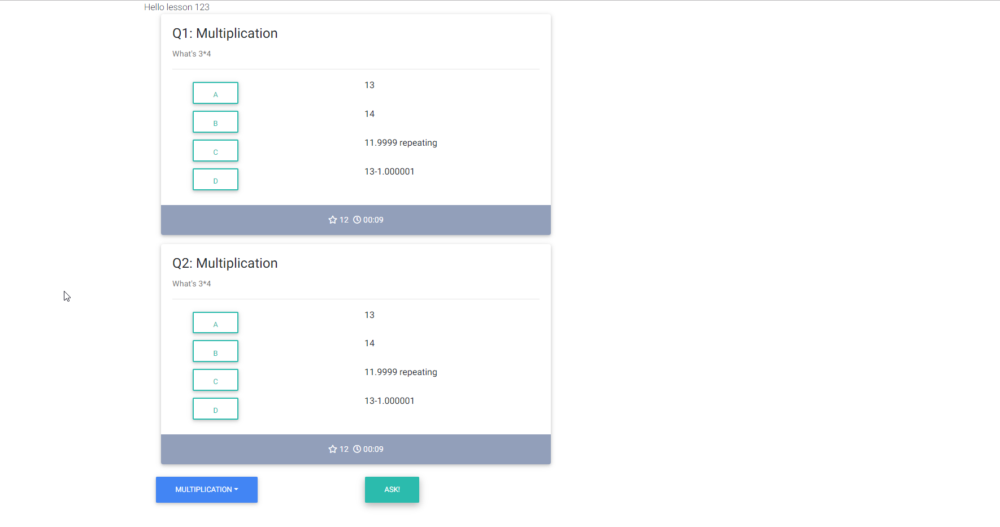 Hello lesson 123
Q1: Multiplication
What's 3*4
A 13
B 14
C 11.9999 repeating
D 13-1.000001
12 00:09
Q2: Multiplication
What's 3*4
A 13
B 14
C 11.9999 repeating
D 13-1.000001
12 00:09
MULTIPLICATION ASK!